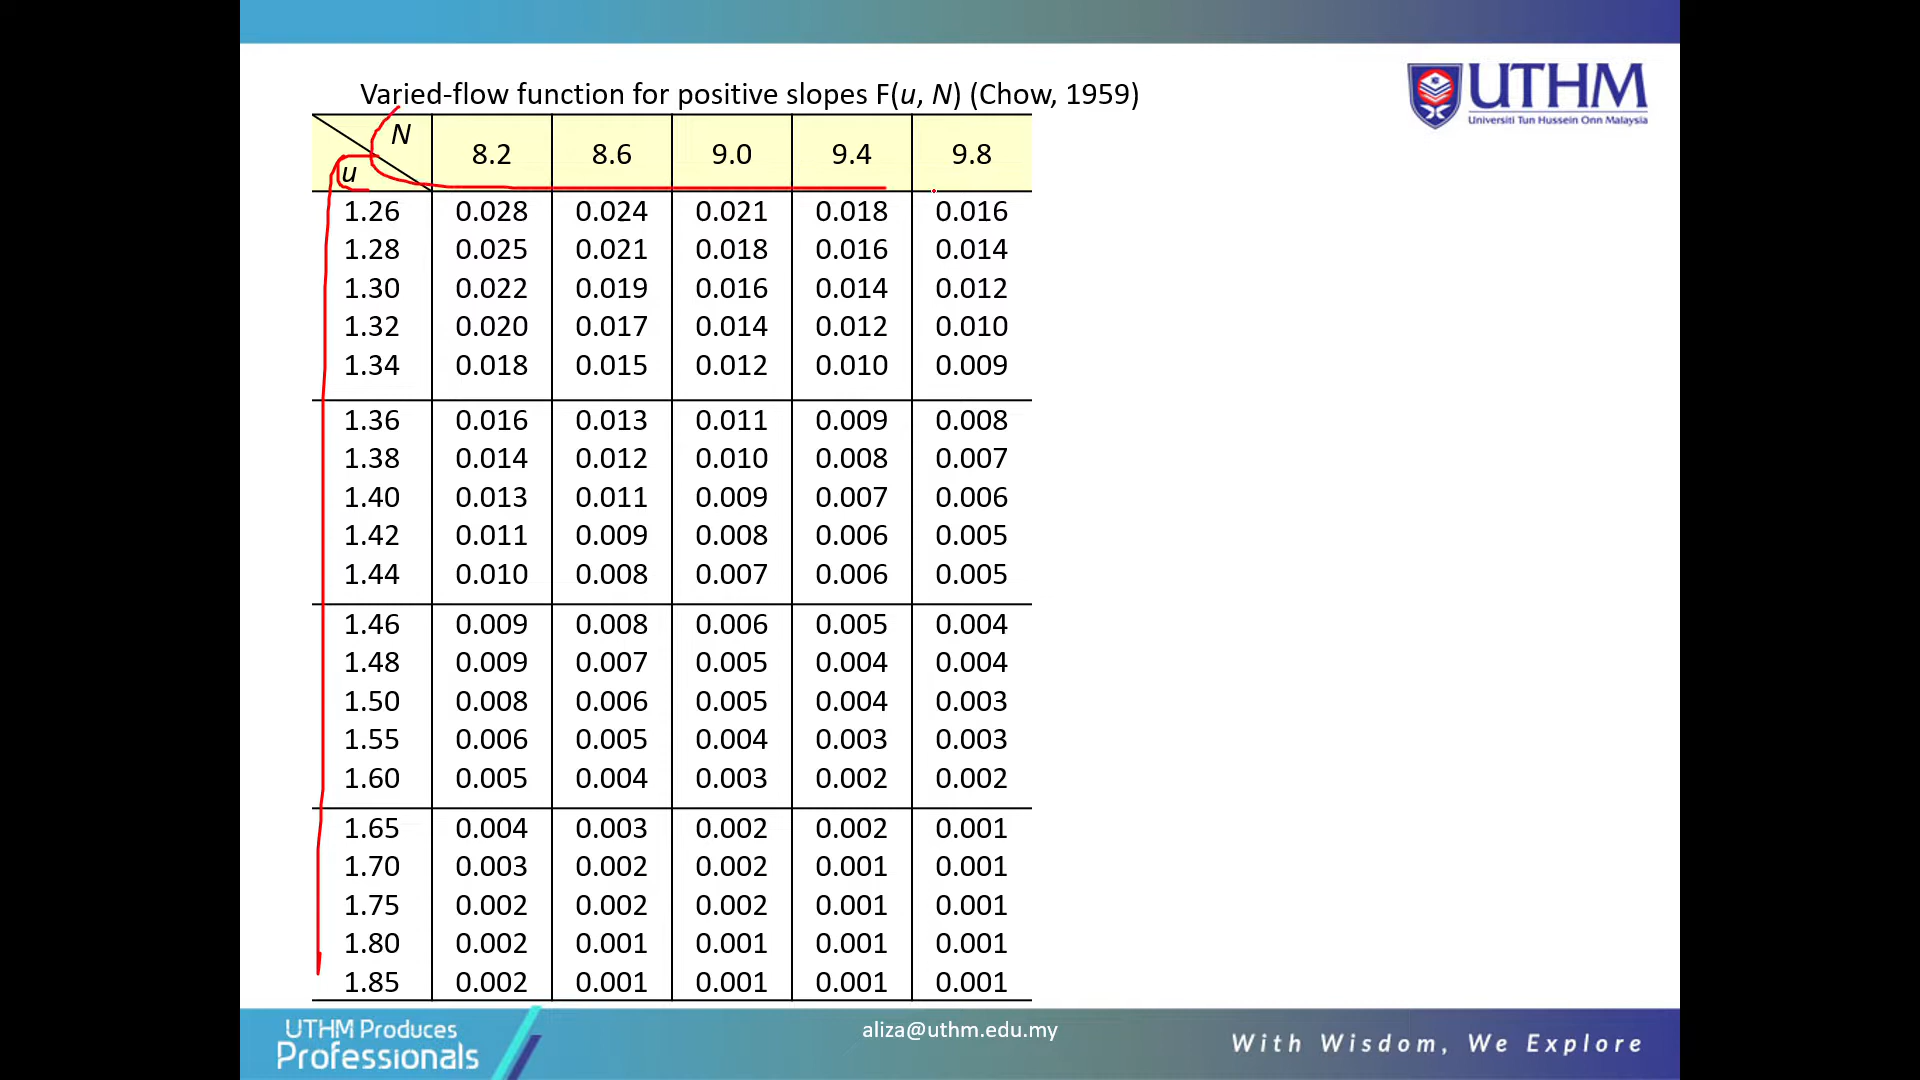 Varied-flow function for positive slopes F(u, N) (Chow, 1959)
UTHM
Universiti Tun Hussein Onn Malaysia
N
u
8.2 8.6 9.0 9.4 9.8
1.26 0.028 0.024 0.021 0.018 0.016
1.28 0.025 0.021 0.018 0.016 0.014
1.30 0.022 0.019 0.016 0.014 0.012
1.32 0.020 0.017 0.014 0.012 0.010
1.34 0.018 0.015 0.012 0.010 0.009
1.36 0.016 0.013 0.011 0.009 0.008
1.38 0.014 0.012 0.010 0.008 0.007
1.40 0.013 0.011 0.009 0.007 0.006
1.42 0.011 0.009 0.008 0.006 0.005
1.44 0.010 0.008 0.007 0.006 0.005
1.46 0.009 0.008 0.006 0.005 0.004
1.48 0.009 0.007 0.005 0.004 0.004
1.50 0.008 0.006 0.005 0.004 0.003
1.55 0.006 0.005 0.004 0.003 0.003
1.60 0.005 0.004 0.003 0.002 0.002
1.65 0.004 0.003 0.002 0.002 0.001
1.70 0.003 0.002 0.002 0.001 0.001
1.75 0.002 0.002 0.002 0.001 0.001
1.80 0.002 0.001 0.001 0.001 0.001
1.85 0.002 0.001 0.001 0.001 0.001
UTHM Produces
Professionals
aliza@uthm.edu.my
With Wisdom, We Explore